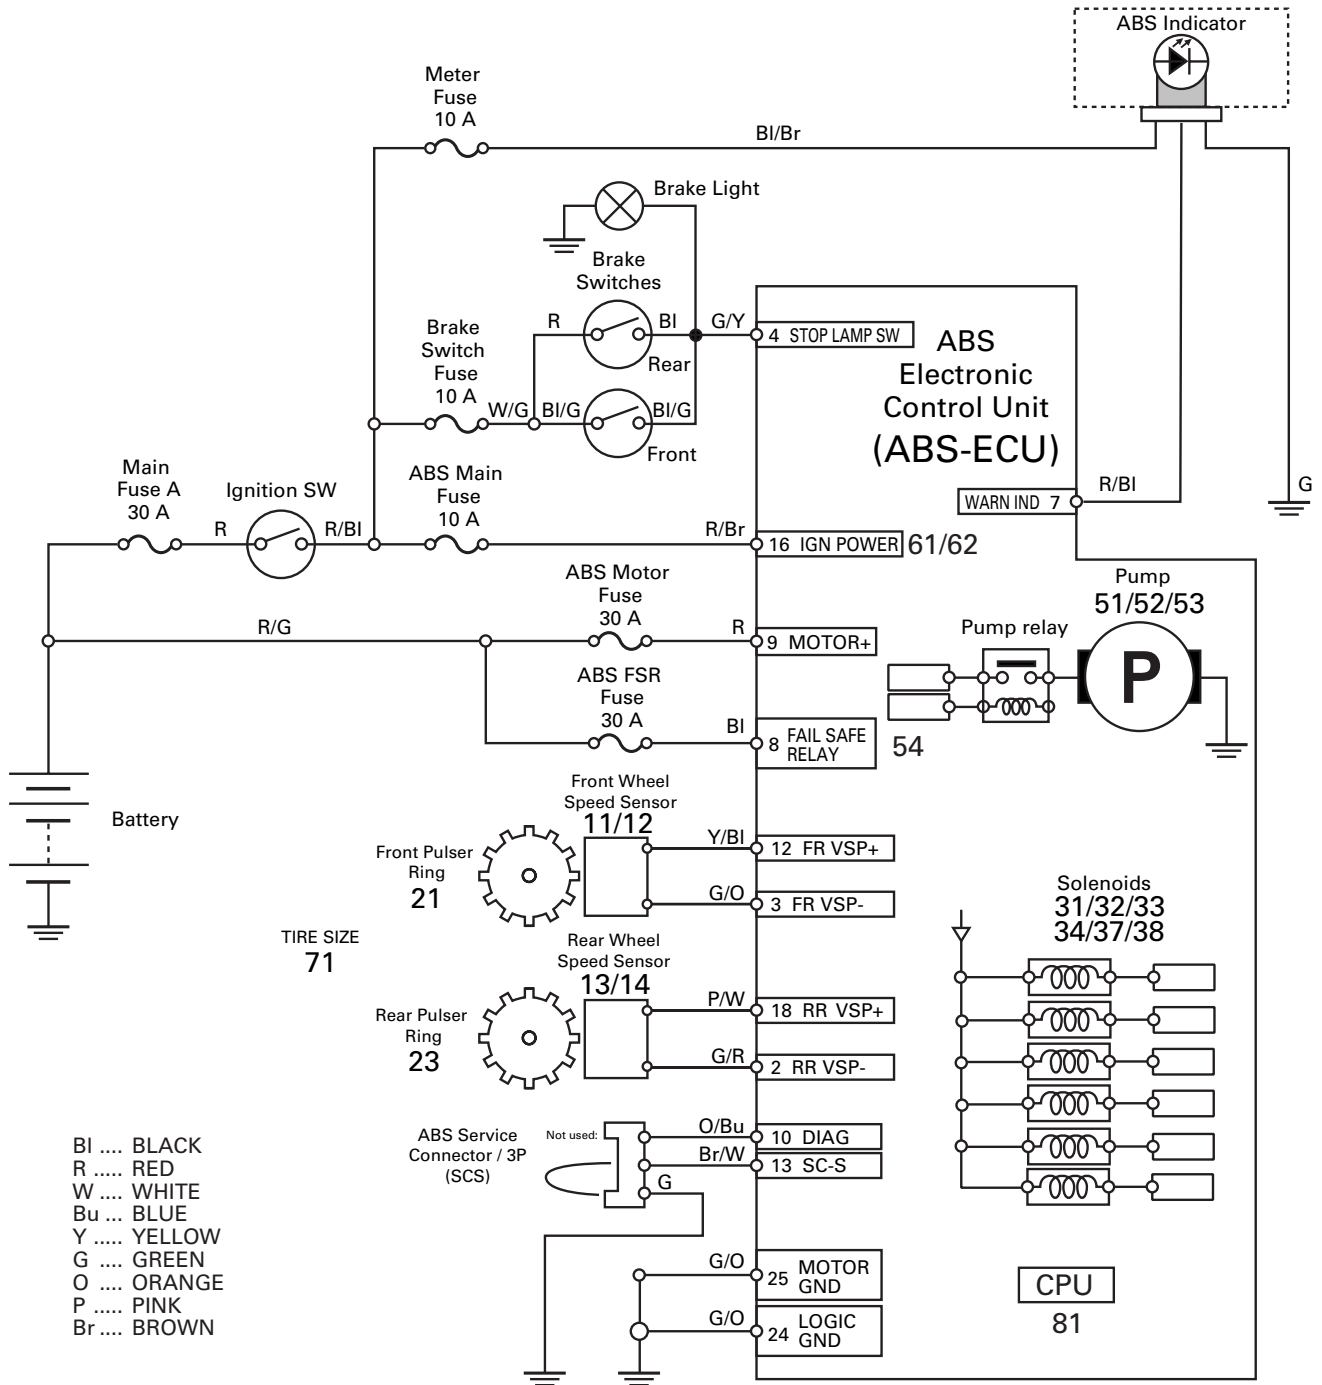 ABS Indicator
Meter
Fuse
10 A
Bl/Br
Brake Light
Brake
Switches
R
Bl
G/Y
4 STOP LAMP SW
Rear
Brake
Switch
Fuse
10 A
W/G
Bl/G
Bl/G
Front
ABS
Electronic
Control Unit
(ABS-ECU)
Main
Fuse A
30 A
Ignition SW
R
R/Bl
ABS Main
Fuse
10 A
R/Br
16 IGN POWER
61/62
WARN IND 7
R/Bl
G
ABS Motor
Fuse
30 A
R/G
R
9 MOTOR+
ABS FSR
Fuse
30 A
Bl
8 FAIL SAFE
RELAY
54
Pump relay
Pump
51/52/53
P
Battery
Front Wheel
Speed Sensor
11/12
Front Pulser
Ring
21
Y/Bl
12 FR VSP+
G/O
3 FR VSP-
TIRE SIZE
71
Rear Wheel
Speed Sensor
13/14
Rear Pulser
Ring
23
P/W
18 RR VSP+
G/R
2 RR VSP-
Solenoids
31/32/33
34/37/38
ABS Service
Connector / 3P
(SCS)
Not used:
O/Bu
10 DIAG
Br/W
13 SC-S
G
G/O
25 MOTOR
GND
G/O
24 LOGIC
GND
CPU
81
Bl .... BLACK
R .... RED
W .... WHITE
Bu ... BLUE
Y ..... YELLOW
G .... GREEN
O .... ORANGE
P ..... PINK
Br .... BROWN